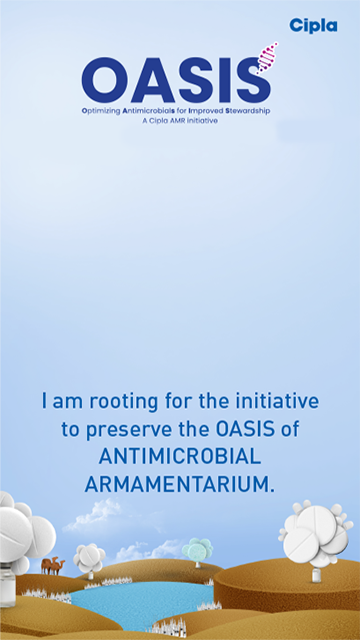 Cipla
OASIS
Optimizing Antimicrobials for Improved Stewardship
A Cipla AMR initiative
I am rooting for the initiative
to preserve the OASIS of
ANTIMICROBIAL
ARMAMENTARIUM.